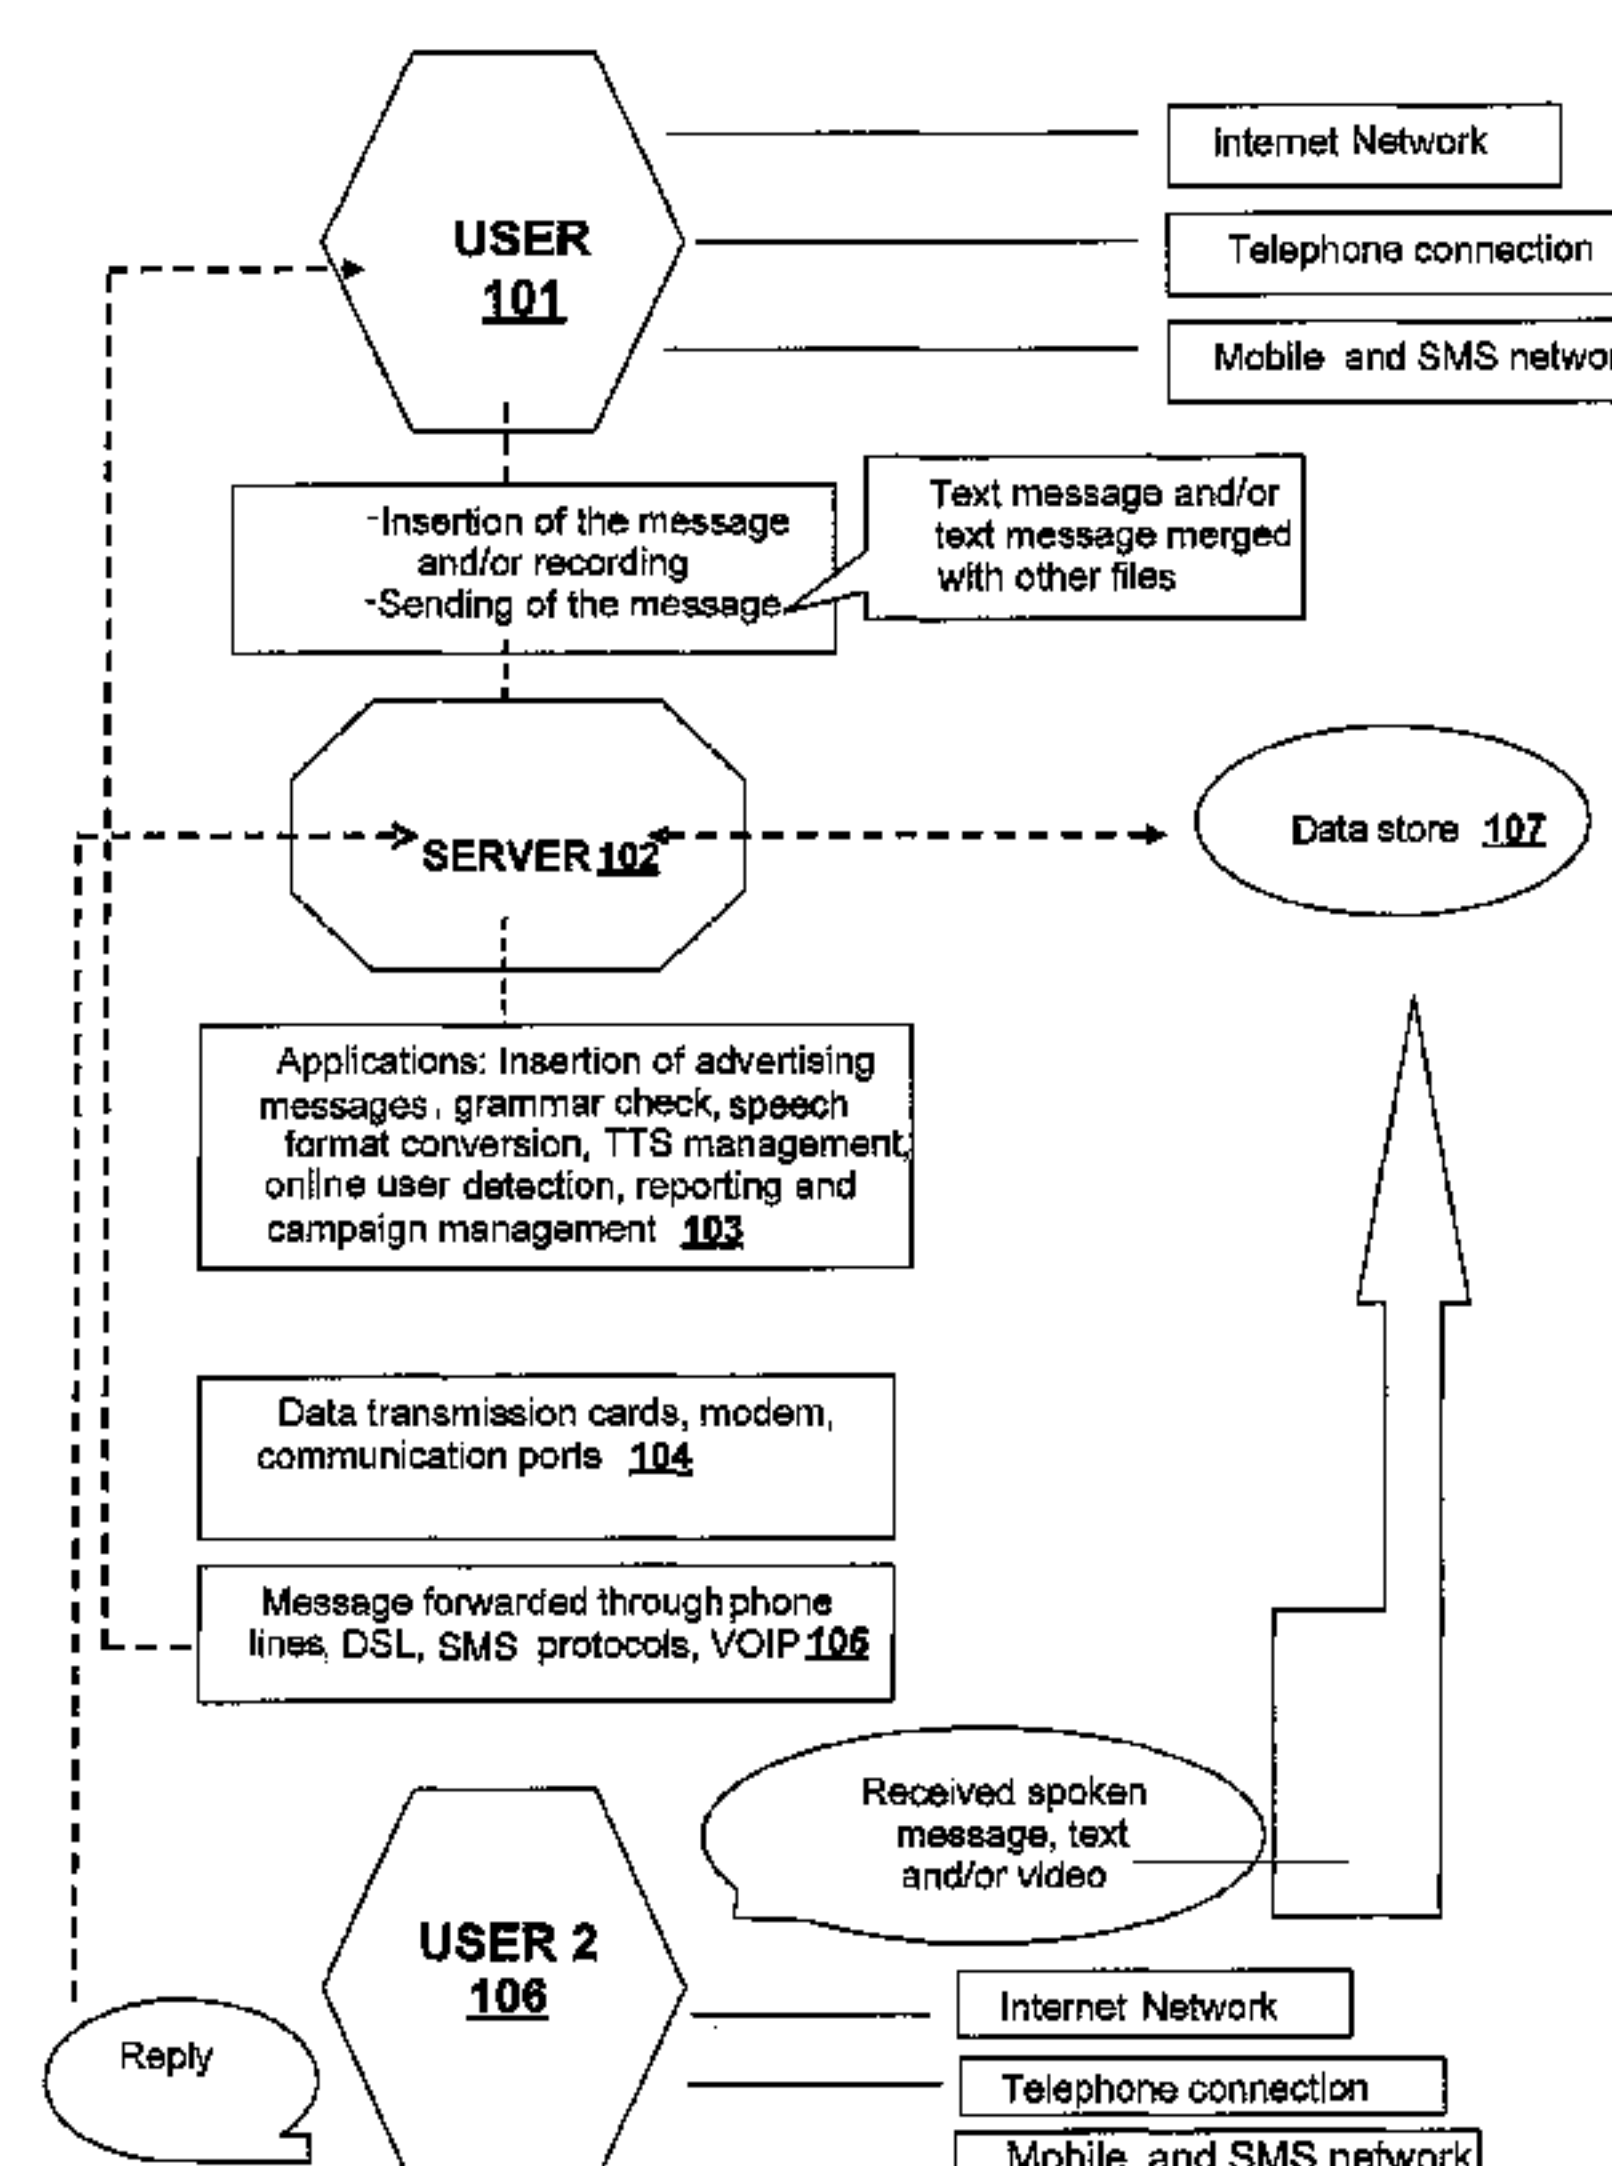 Internet Network
USER
101
Telephone connection
Mobile and SMS networ
-Insertion of the message
and/or recording
-Sending of the message
Text message and/or
text message merged
with other files
SERVER 102
Data store 107
Applications: Insertion of advertising
messages, grammar check, speech
format conversion, TTS management,
online user detection, reporting and
campaign management 103
Data transmission cards, modem,
communication ports 104
Message forwarded through phone
lines, DSL, SMS protocols, VOIP 105
Received spoken
message, text
and/or video
USER 2
106
Internet Network
Reply
Telephone connection
Mobile and SMS network